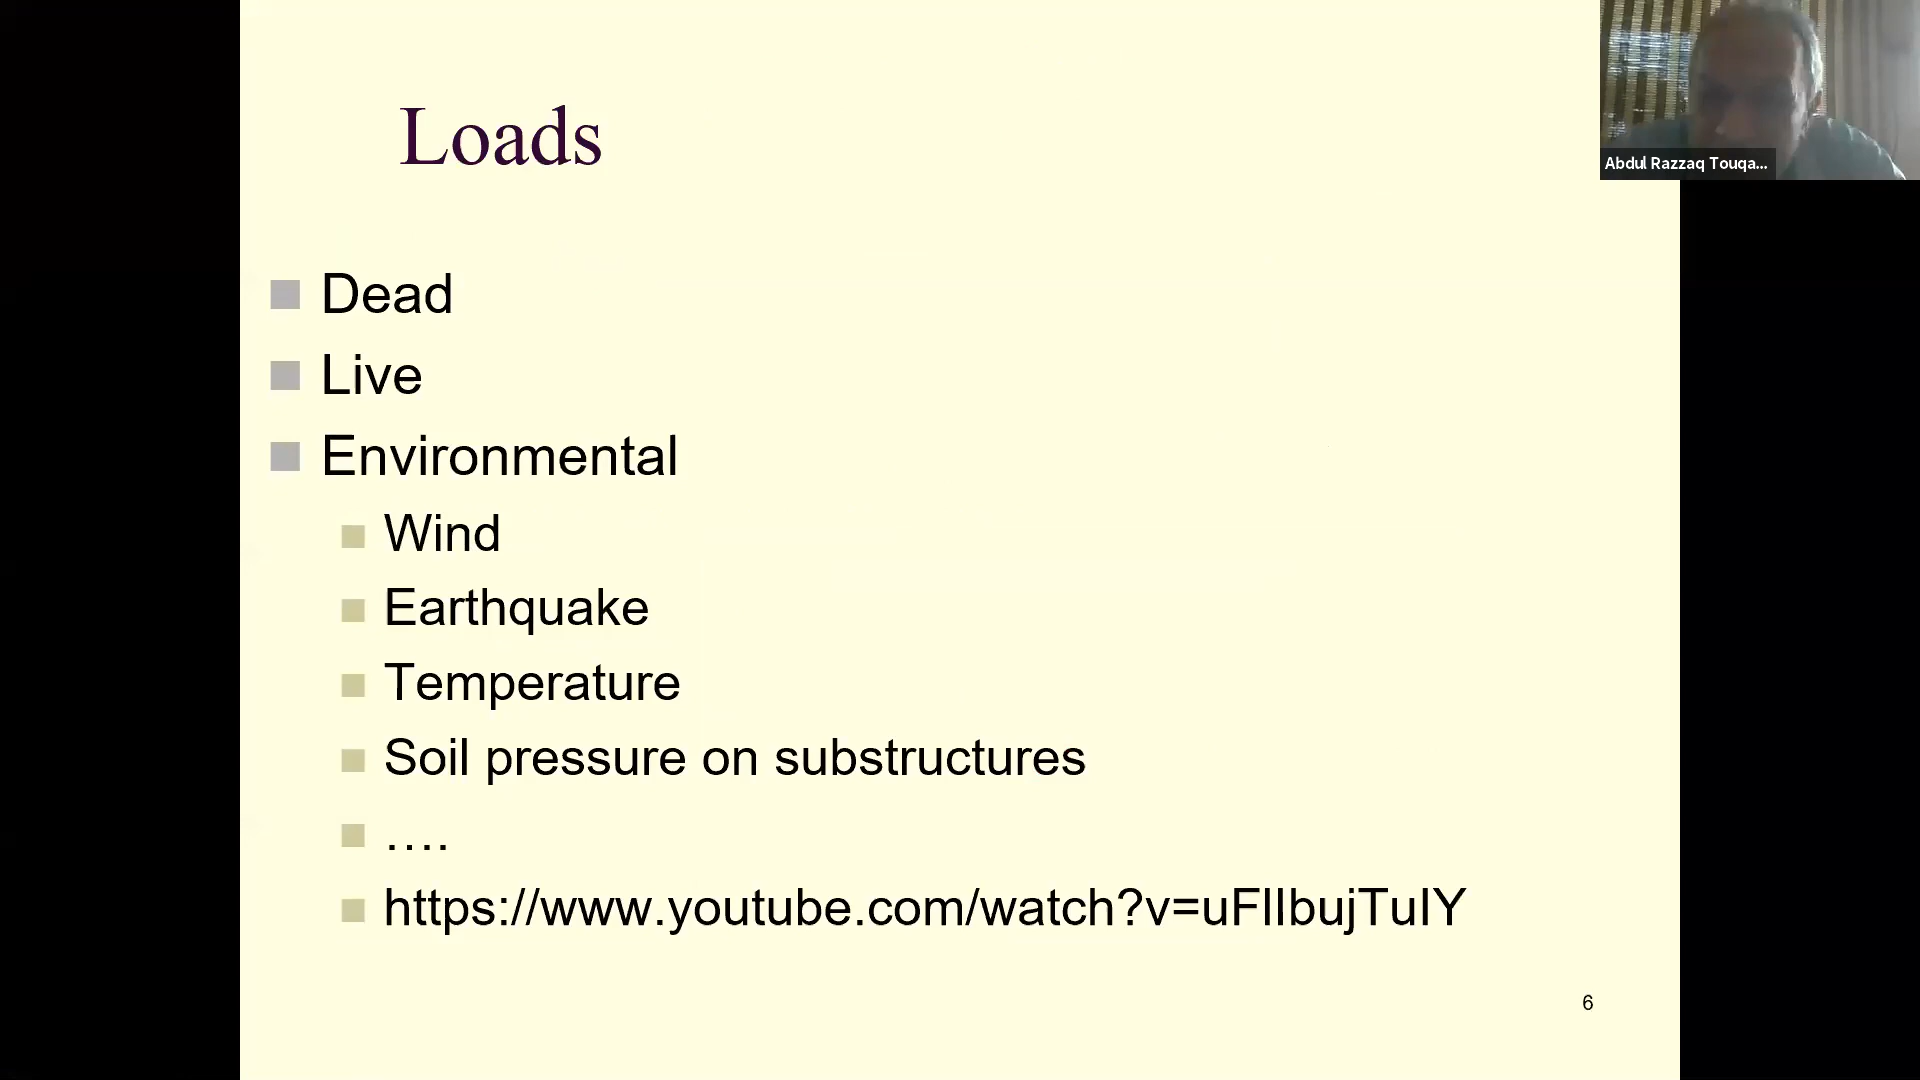 Loads
Abdul Razzaq Touqa...
Dead
Live
Environmental
Wind
Earthquake
Temperature
Soil pressure on substructures
....
https://www.youtube.com/watch?v=uFIIbujTuIY
6